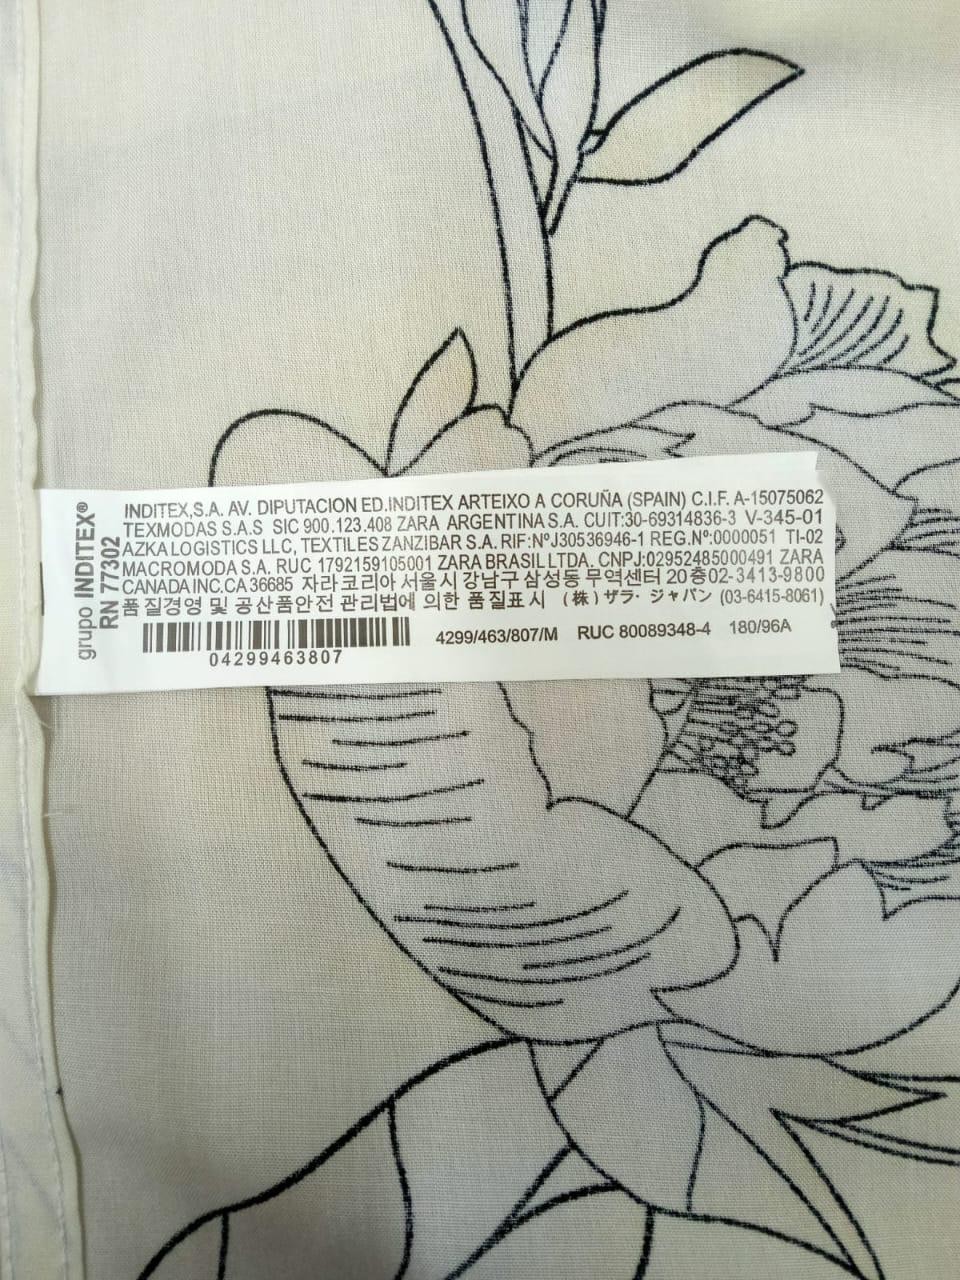 grupo INDITEX®
RN 77302
INDITEX,S.A. AV. DIPUTACION ED.INDITEX ARTEIXO A CORUÑA (SPAIN) C.I.F. A-15075062
TEXMODAS S.A.S SIC 900.123.408 ZARA ARGENTINA S.A. CUIT:30-69314836-3 V-345-01
AZKA LOGISTICS LLC, TEXTILES ZANZIBAR S.A. RIF:NºJ30536946-1 REG.Nº:0000051 TI-02
MACROMODA S.A. RUC 1792159105001 ZARA BRASIL LTDA. CNPJ:02952485000491 ZARA
CANADA INC.CA 36685 자라코리아 서울시 강남구 삼성동 무역센터 20층02-3413-9800
품질경영 및 공산품안전 관리법에 의한 품질표시 (株) ザラ・ジャパン (03-6415-8061)
4299/463/807/M RUC 80089348-4 180/96A
04299463807